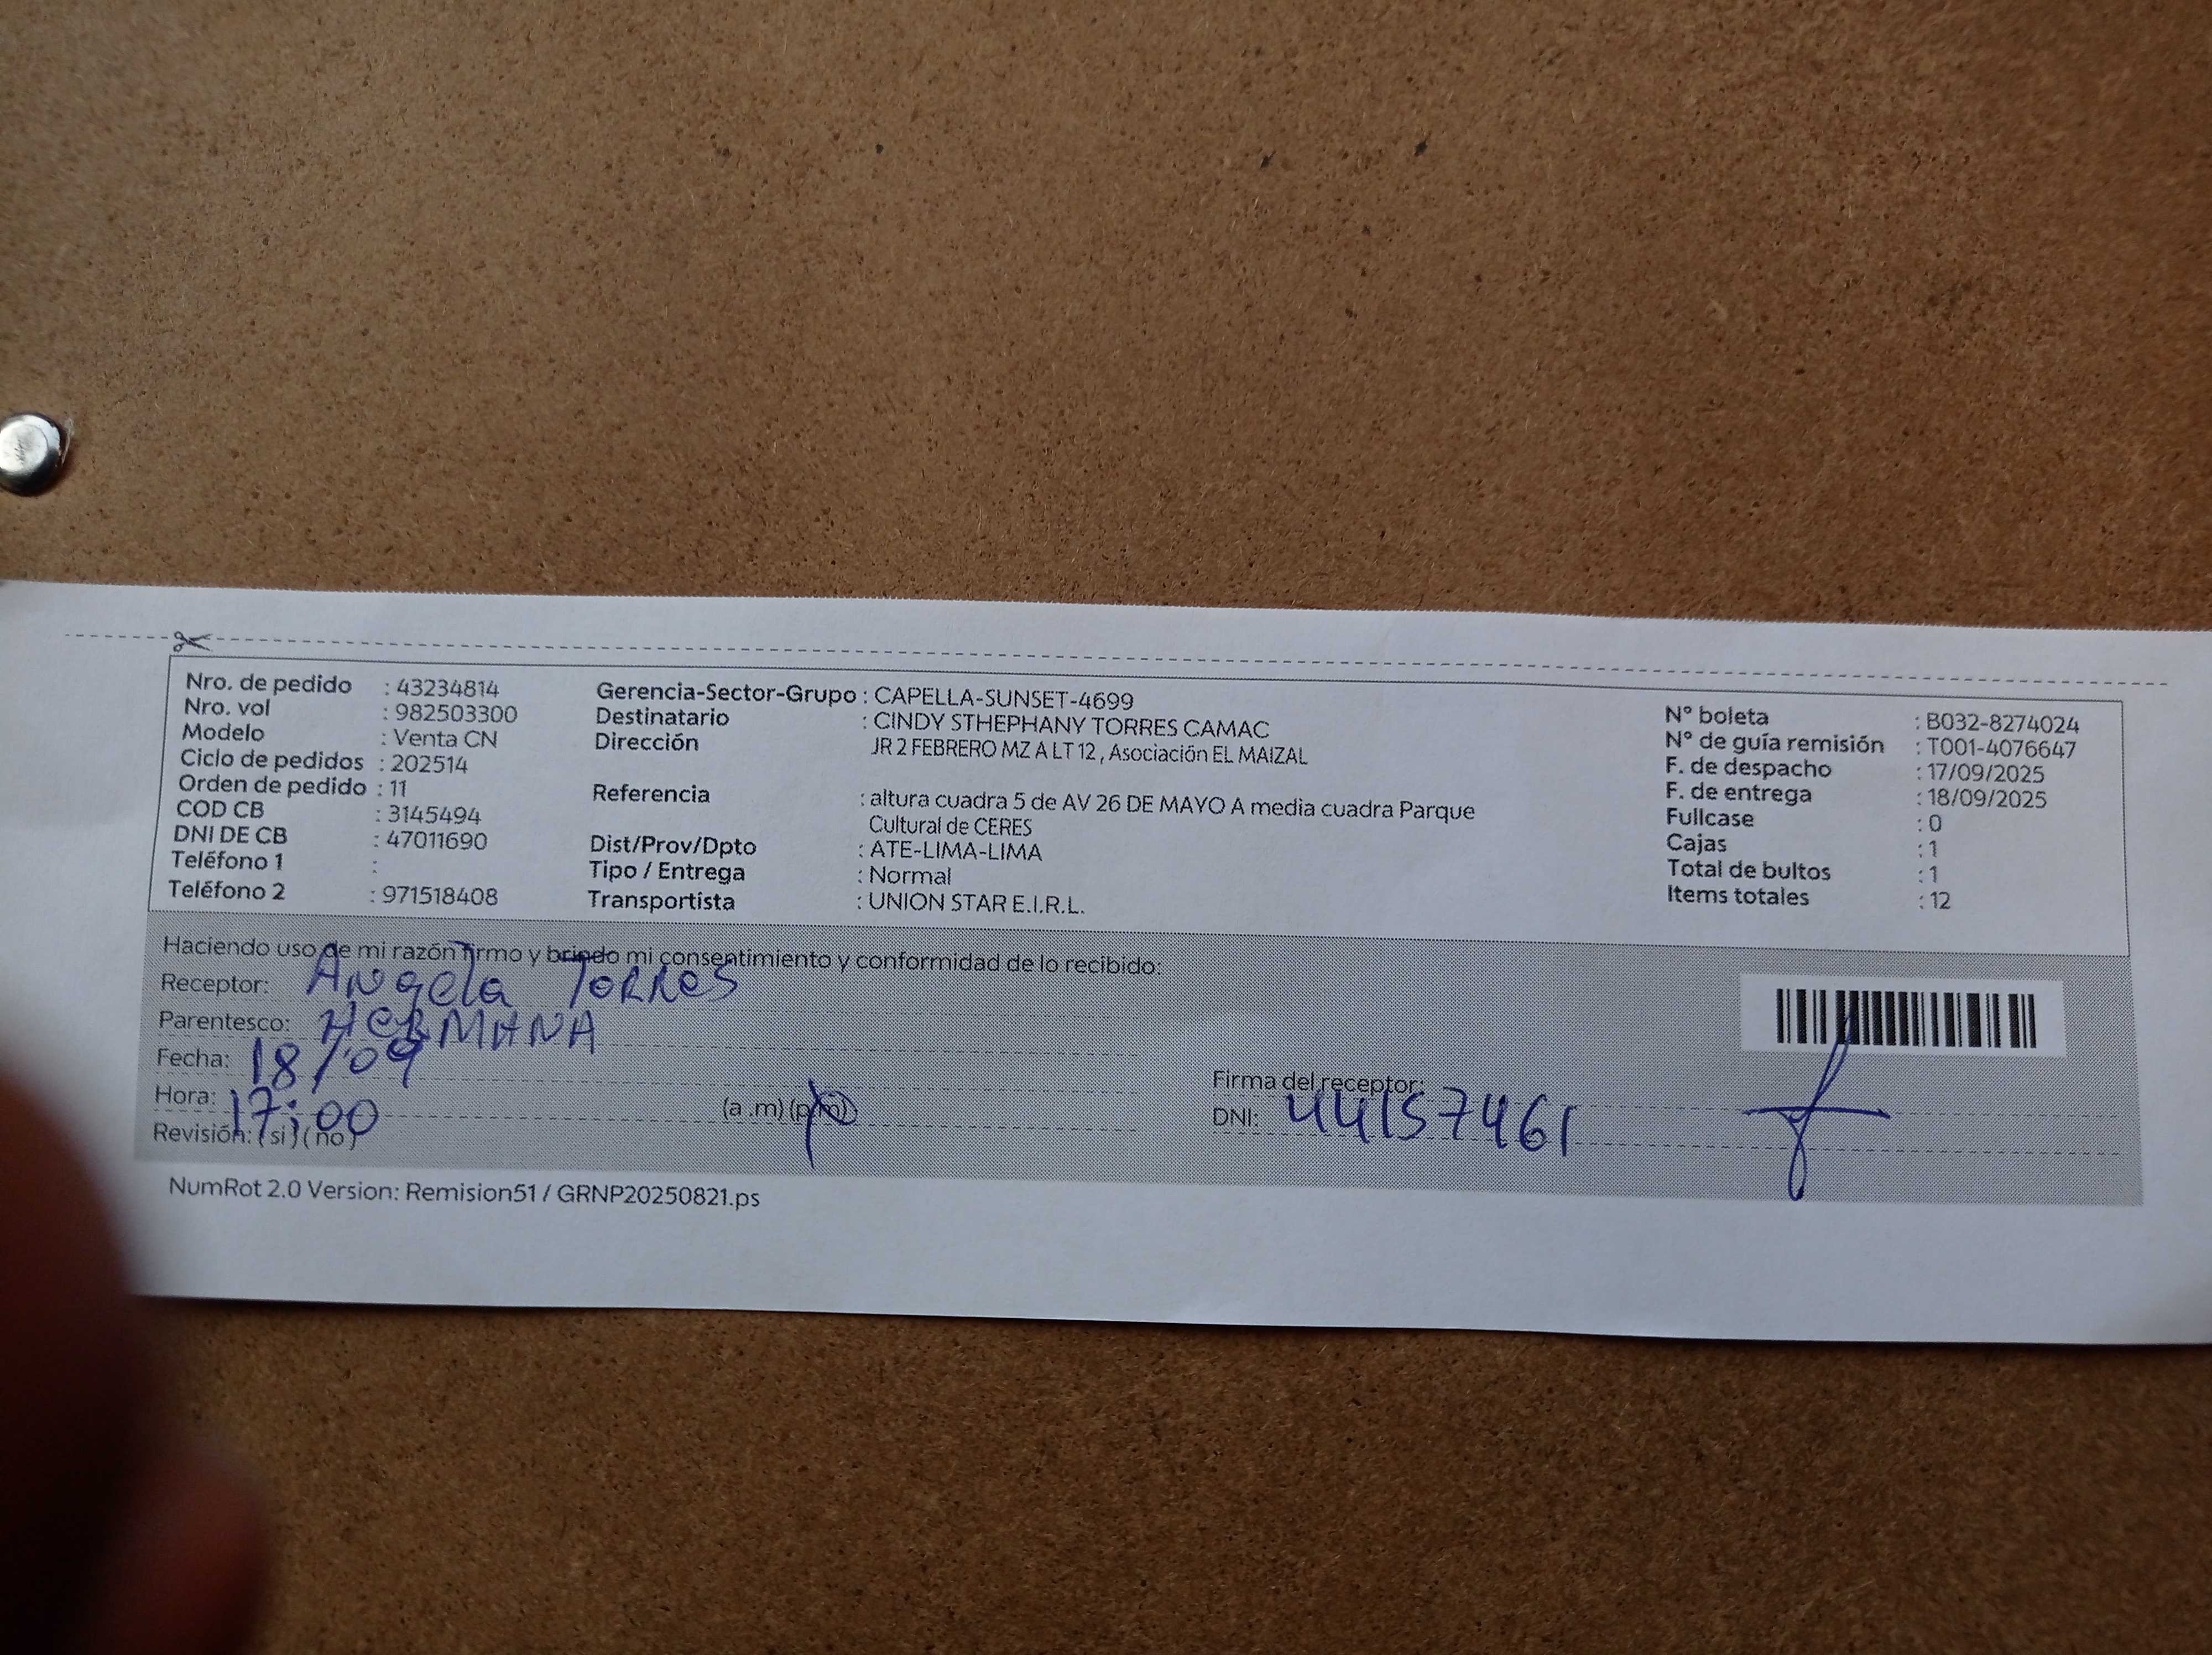 Nro. de pedido : 43234814
Nro. vol : 982503300
Modelo : Venta CN
Ciclo de pedidos : 202514
Orden de pedido : 11
COD CB : 3145494
DNI DE CB : 47011690
Teléfono 1 :
Teléfono 2 : 971518408
Gerencia-Sector-Grupo : CAPELLA-SUNSET-4699
Destinatario : CINDY STHEPHANY TORRES CAMAC
Dirección JR 2 FEBRERO MZ A LT 12 , Asociación EL MAIZAL
Referencia : altura cuadra 5 de AV 26 DE MAYO A media cuadra Parque
Cultural de CERES
Dist/Prov/Dpto : ATE-LIMA-LIMA
Tipo / Entrega : Normal
Transportista : UNION STAR E.I.R.L.
N° boleta : B032-8274024
N° de guía remisión : T001-4076647
F. de despacho : 17/09/2025
F. de entrega : 18/09/2025
Fullcase : 0
Cajas : 1
Total de bultos : 1
Items totales : 12
Haciendo uso de mi razón firmo y brindo mi consentimiento y conformidad de lo recibido:
Receptor: Angela Torres
Parentesco: HERMANA
Fecha: 18/09
Hora: 17:00 (a .m) (p.m)
Revisión: ( si ) ( no )
Firma del receptor:
DNI: 44157461
NumRot 2.0 Version: Remision51 / GRNP20250821.ps